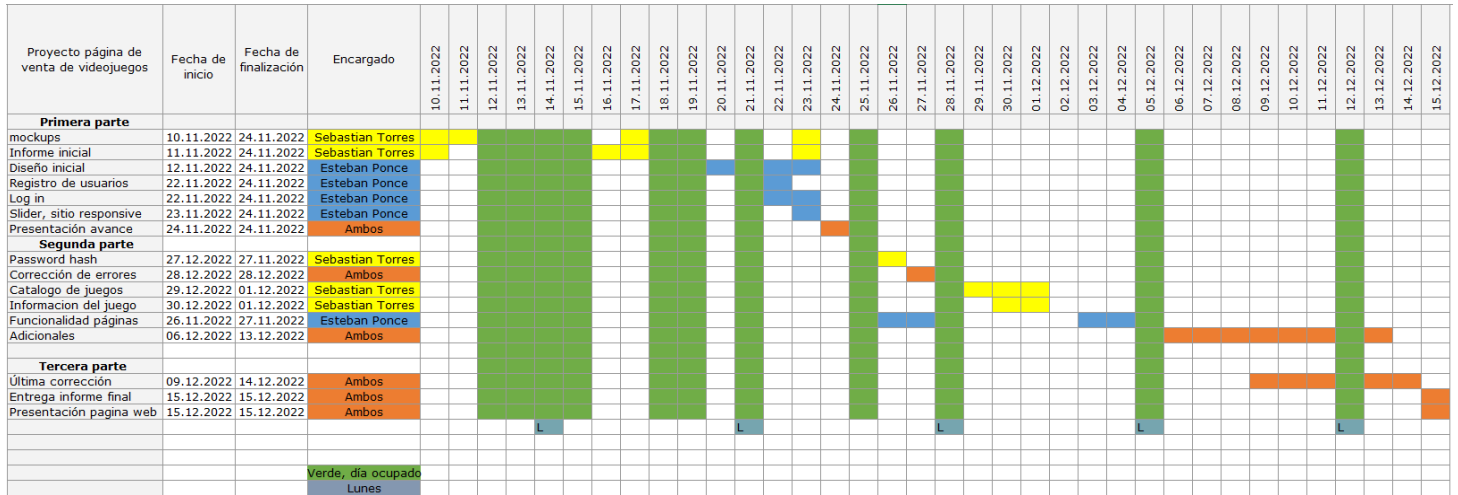 Proyecto página de
venta de videojuegos
Fecha de
inicio
Fecha de
finalización
Encargado
10.11.2022
11.11.2022
12.11.2022
13.11.2022
14.11.2022
15.11.2022
16.11.2022
17.11.2022
18.11.2022
19.11.2022
20.11.2022
21.11.2022
22.11.2022
23.11.2022
24.11.2022
25.11.2022
26.11.2022
27.11.2022
28.11.2022
29.11.2022
30.11.2022
01.12.2022
02.12.2022
03.12.2022
04.12.2022
05.12.2022
06.12.2022
07.12.2022
08.12.2022
09.12.2022
10.12.2022
11.12.2022
12.12.2022
13.12.2022
14.12.2022
15.12.2022
Primera parte
mockups 10.11.2022 24.11.2022 Sebastian Torres
Informe inicial 11.11.2022 24.11.2022 Sebastian Torres
Diseño inicial 12.11.2022 24.11.2022 Esteban Ponce
Registro de usuarios 22.11.2022 24.11.2022 Esteban Ponce
Log in 22.11.2022 24.11.2022 Esteban Ponce
Slider, sitio responsive 23.11.2022 24.11.2022 Esteban Ponce
Presentación avance 24.11.2022 24.11.2022 Ambos
Segunda parte
Password hash 27.12.2022 27.11.2022 Sebastian Torres
Corrección de errores 28.12.2022 28.12.2022 Ambos
Catalogo de juegos 29.12.2022 01.12.2022 Sebastian Torres
Informacion del juego 30.12.2022 01.12.2022 Sebastian Torres
Funcionalidad páginas 26.11.2022 27.11.2022 Esteban Ponce
Adicionales 06.12.2022 13.12.2022 Ambos
Tercera parte
Última corrección 09.12.2022 14.12.2022 Ambos
Entrega informe final 15.12.2022 15.12.2022 Ambos
Presentación pagina web 15.12.2022 15.12.2022 Ambos
L L L L L
Verde, día ocupado
Lunes